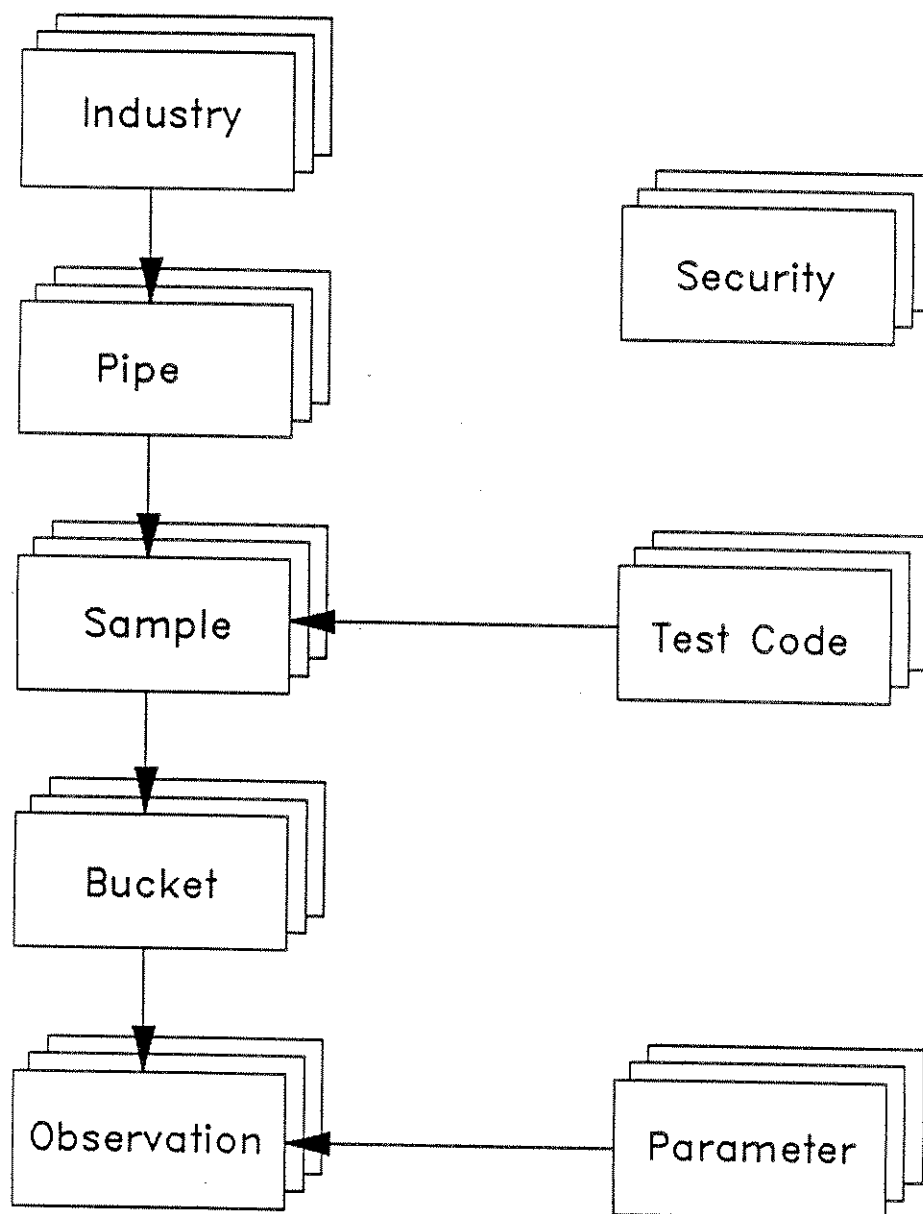 Industry
Security
Pipe
Sample
Test Code
Bucket
Observation
Parameter